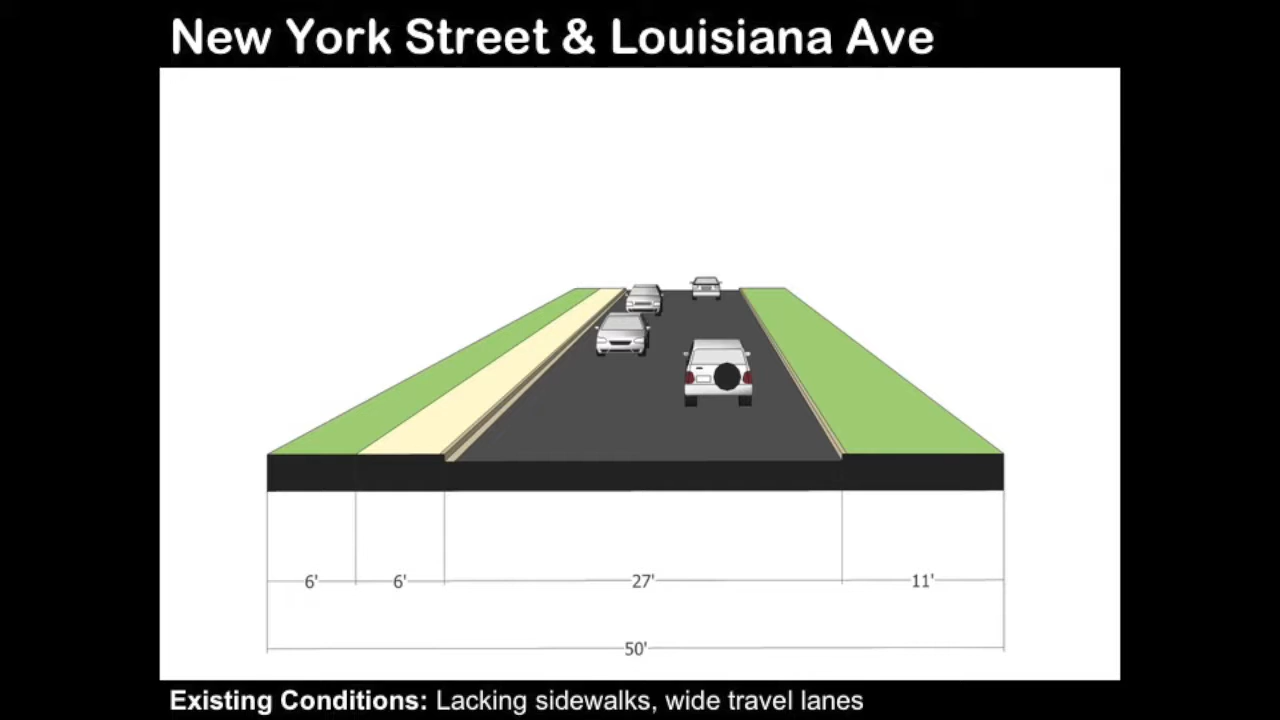 New York Street & Louisiana Ave
6' 6' 27' 11'
50'
Existing Conditions: Lacking sidewalks, wide travel lanes